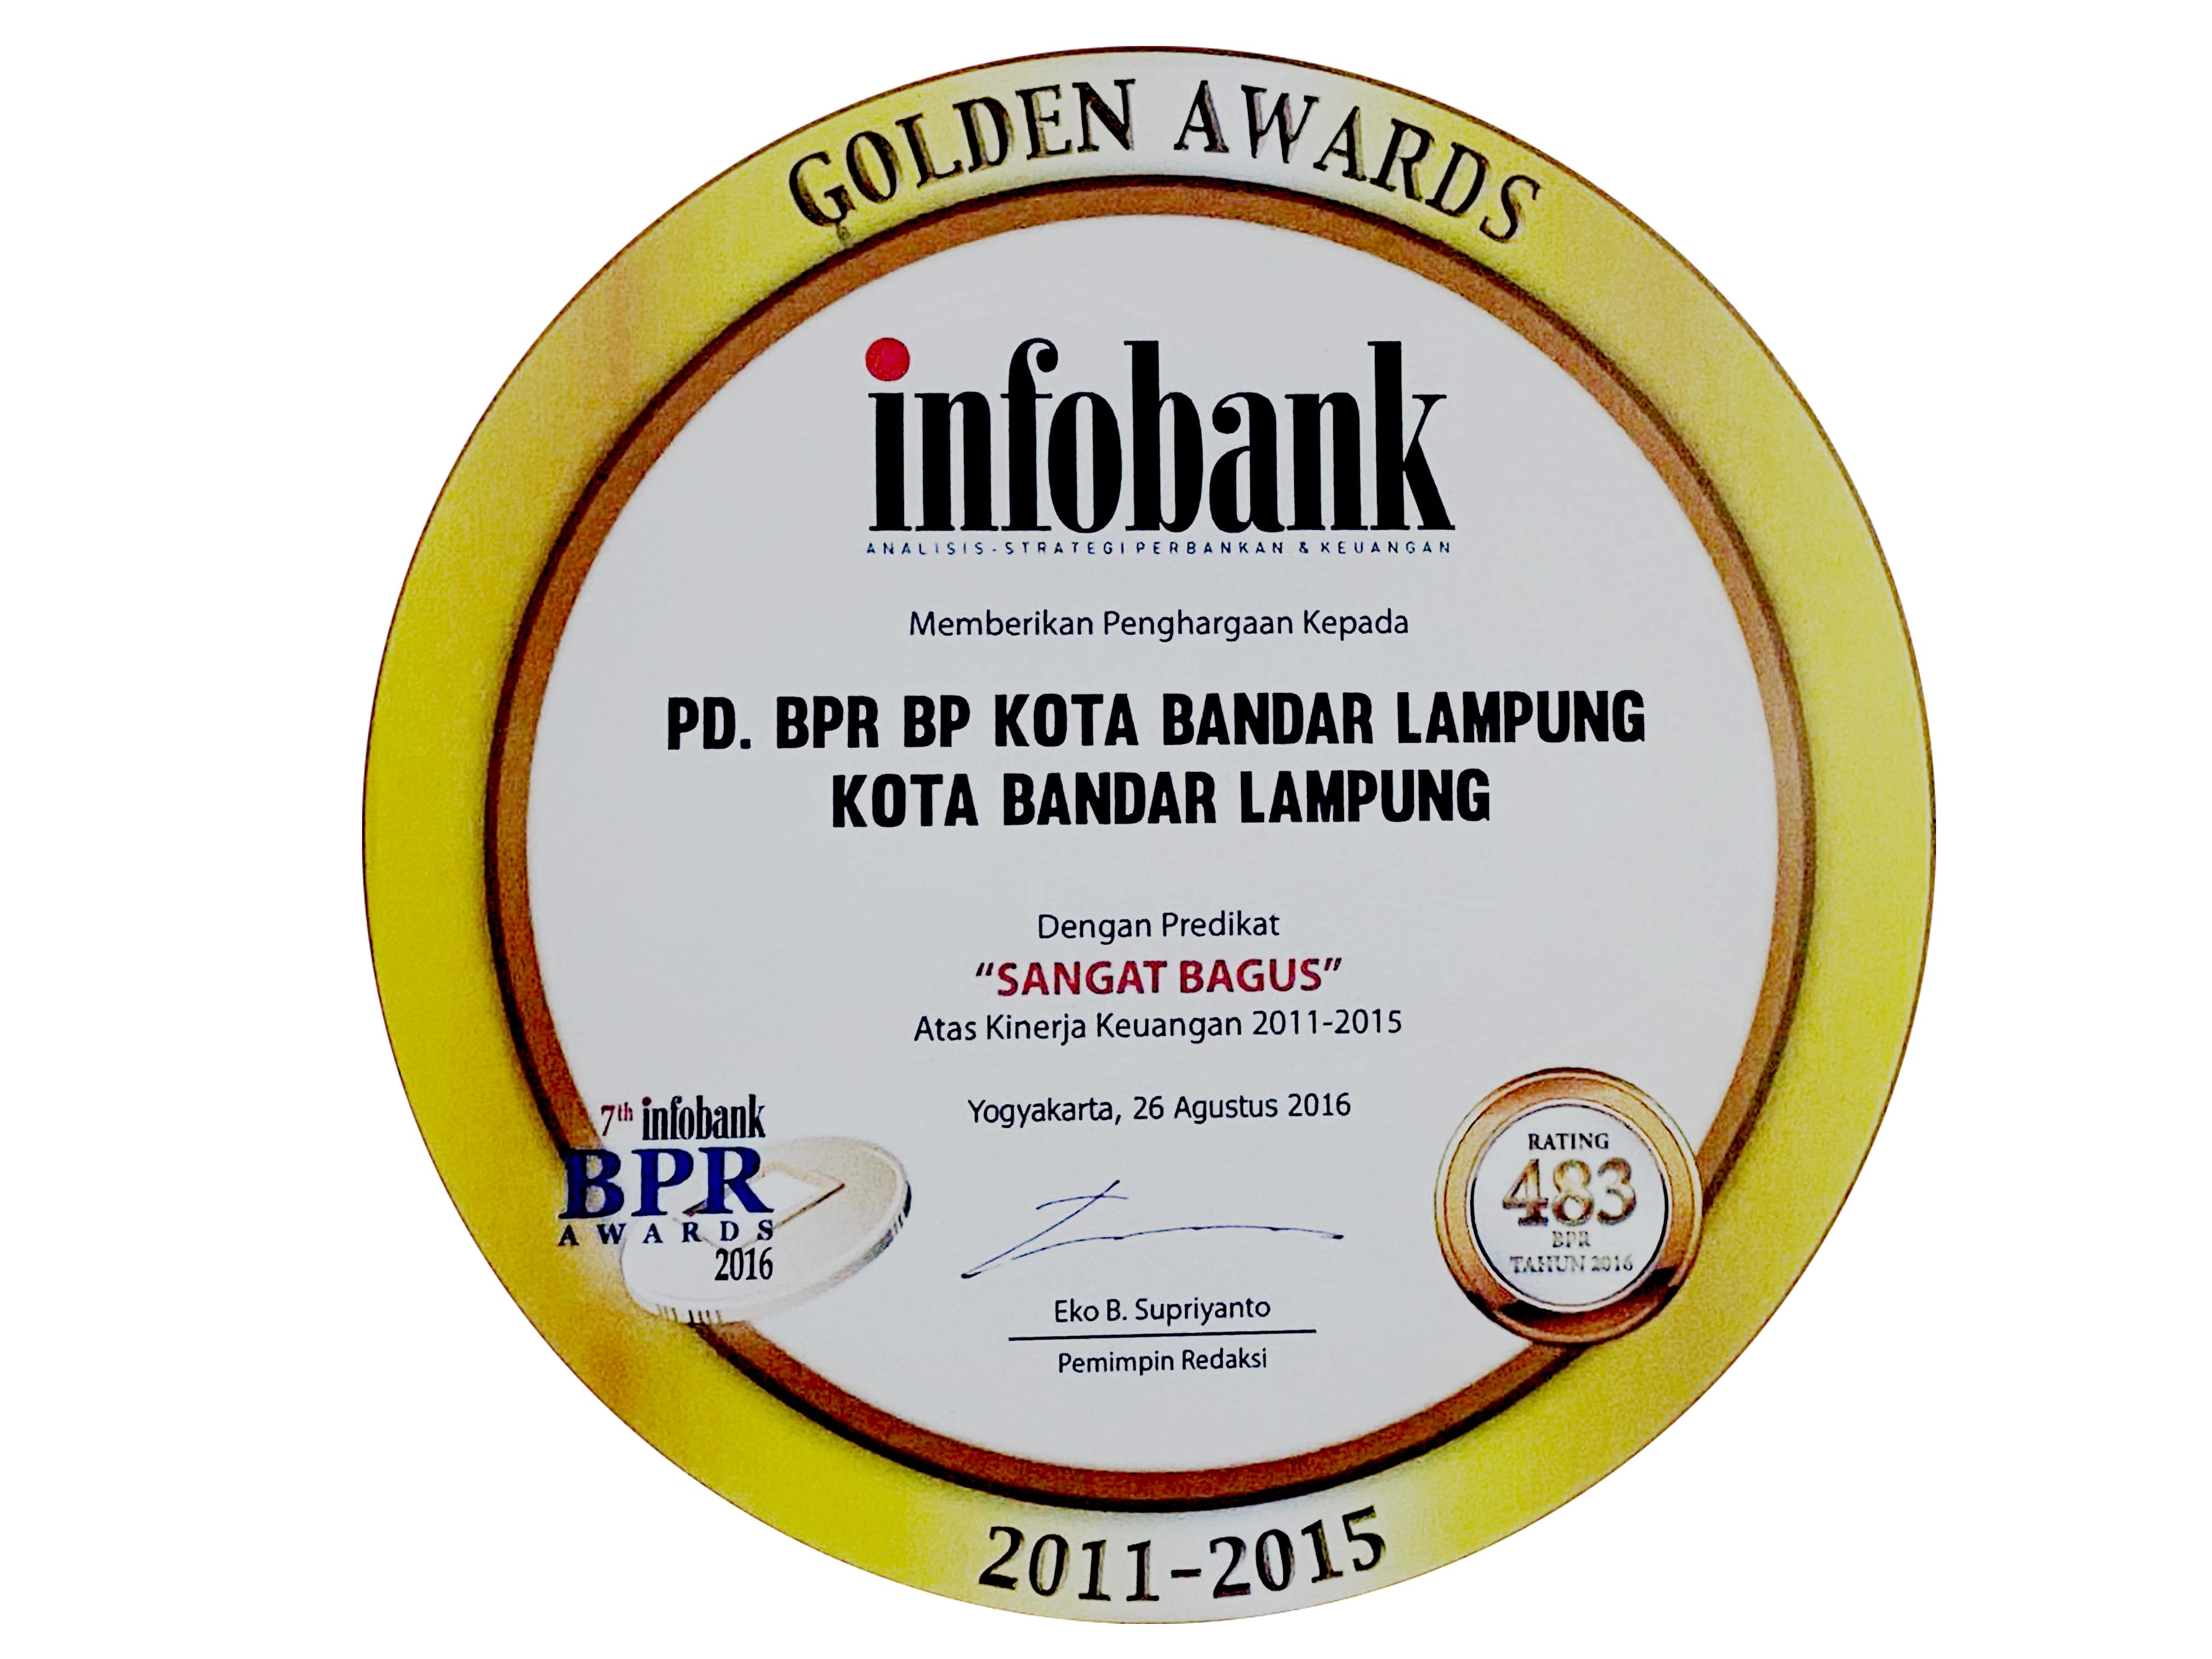 GOLDEN AWARDS
infobank
ANALISIS-STRATEGI PERBANKAN & KEUANGAN
Memberikan Penghargaan Kepada
PD. BPR BP KOTA BANDAR LAMPUNG
KOTA BANDAR LAMPUNG
Dengan Predikat
“SANGAT BAGUS”
Atas Kinerja Keuangan 2011-2015
Yogyakarta, 26 Agustus 2016
7th infobank
BPR
AWARDS
2016
RATING
483
BPR
TAHUN 2016
Eko B. Supriyanto
Pemimpin Redaksi
2011-2015